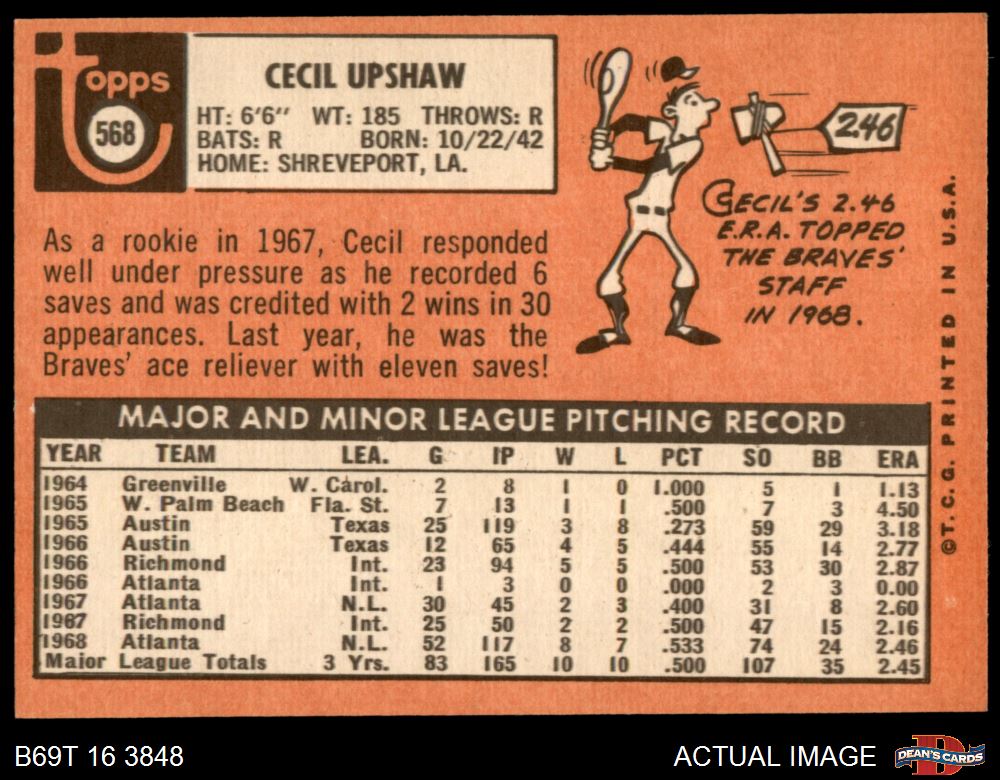 Topps
568
CECIL UPSHAW
HT: 6'6" WT: 185 THROWS: R
BATS: R BORN: 10/22/42
HOME: SHREVEPORT, LA.
246
CECIL'S 2.46
E.R.A. TOPPED
THE BRAVES'
STAFF
IN 1968.
As a rookie in 1967, Cecil responded
well under pressure as he recorded 6
saves and was credited with 2 wins in 30
appearances. Last year, he was the
Braves' ace reliever with eleven saves!
MAJOR AND MINOR LEAGUE PITCHING RECORD
YEAR TEAM LEA. G IP W L PCT SO BB ERA
1964 Greenville W. Carol. 2 8 1 0 1.000 5 1 1.13
1965 W. Palm Beach Fla. St. 7 13 1 1 .500 7 3 4.50
1965 Austin Texas 25 119 3 8 .273 59 29 3.18
1966 Austin Texas 12 65 4 5 .444 55 14 2.77
1966 Richmond Int. 23 94 5 5 .500 53 30 2.87
1966 Atlanta Int. 1 3 0 0 .000 2 3 0.00
1967 Atlanta N.L. 30 45 2 3 .400 31 8 2.60
1967 Richmond Int. 25 50 2 2 .500 47 15 2.16
1968 Atlanta N.L. 52 117 8 7 .533 74 24 2.46
Major League Totals 3 Yrs. 83 165 10 10 .500 107 35 2.45
©T.C.G. PRINTED IN U.S.A.
B69T 16 3848
ACTUAL IMAGE
D
DEAN'S CARDS